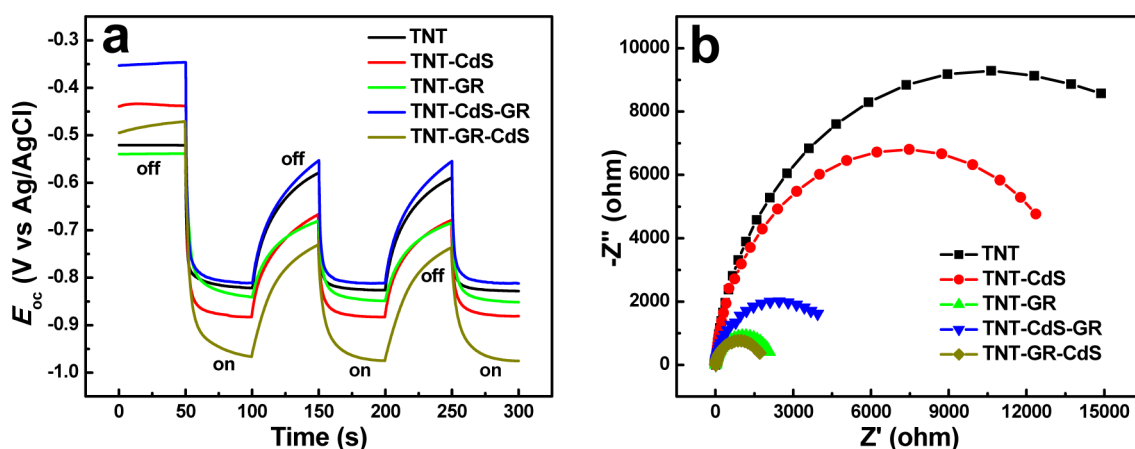 a
TNT
TNT-CdS
TNT-GR
TNT-CdS-GR
TNT-GR-CdS
off
off
off
on
on
on
-0.3
-0.4
-0.5
-0.6
-0.7
-0.8
-0.9
-1.0
Eoc (V vs Ag/AgCl)
0 50 100 150 200 250 300
Time (s)
b
10000
8000
6000
4000
2000
0
-Z'' (ohm)
TNT
TNT-CdS
TNT-GR
TNT-CdS-GR
TNT-GR-CdS
0 3000 6000 9000 12000 15000
Z' (ohm)